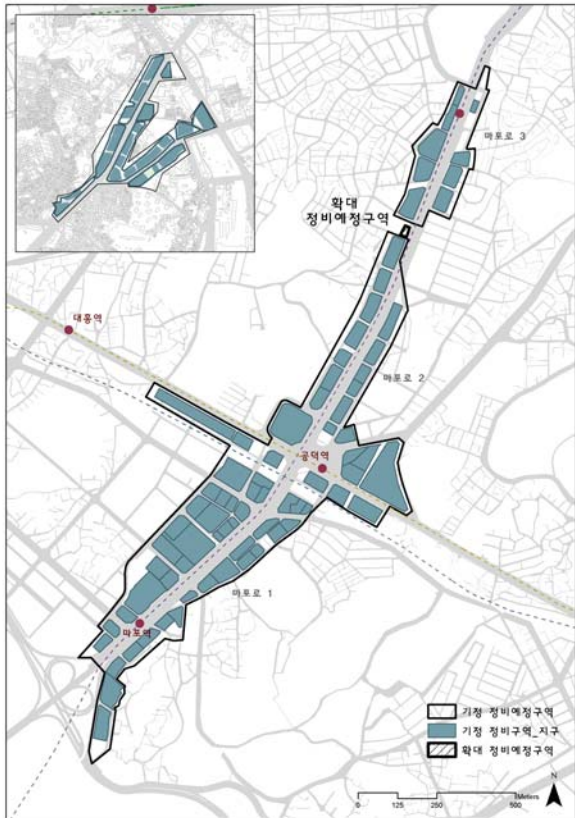 마포로 3
확대
정비예정구역
대흥역
마포로 2
공덕역
마포로 1
마포역
기정 정비예정구역
기정 정비구역_지구
확대 정비예정구역
N
Meters
0 125 250 500